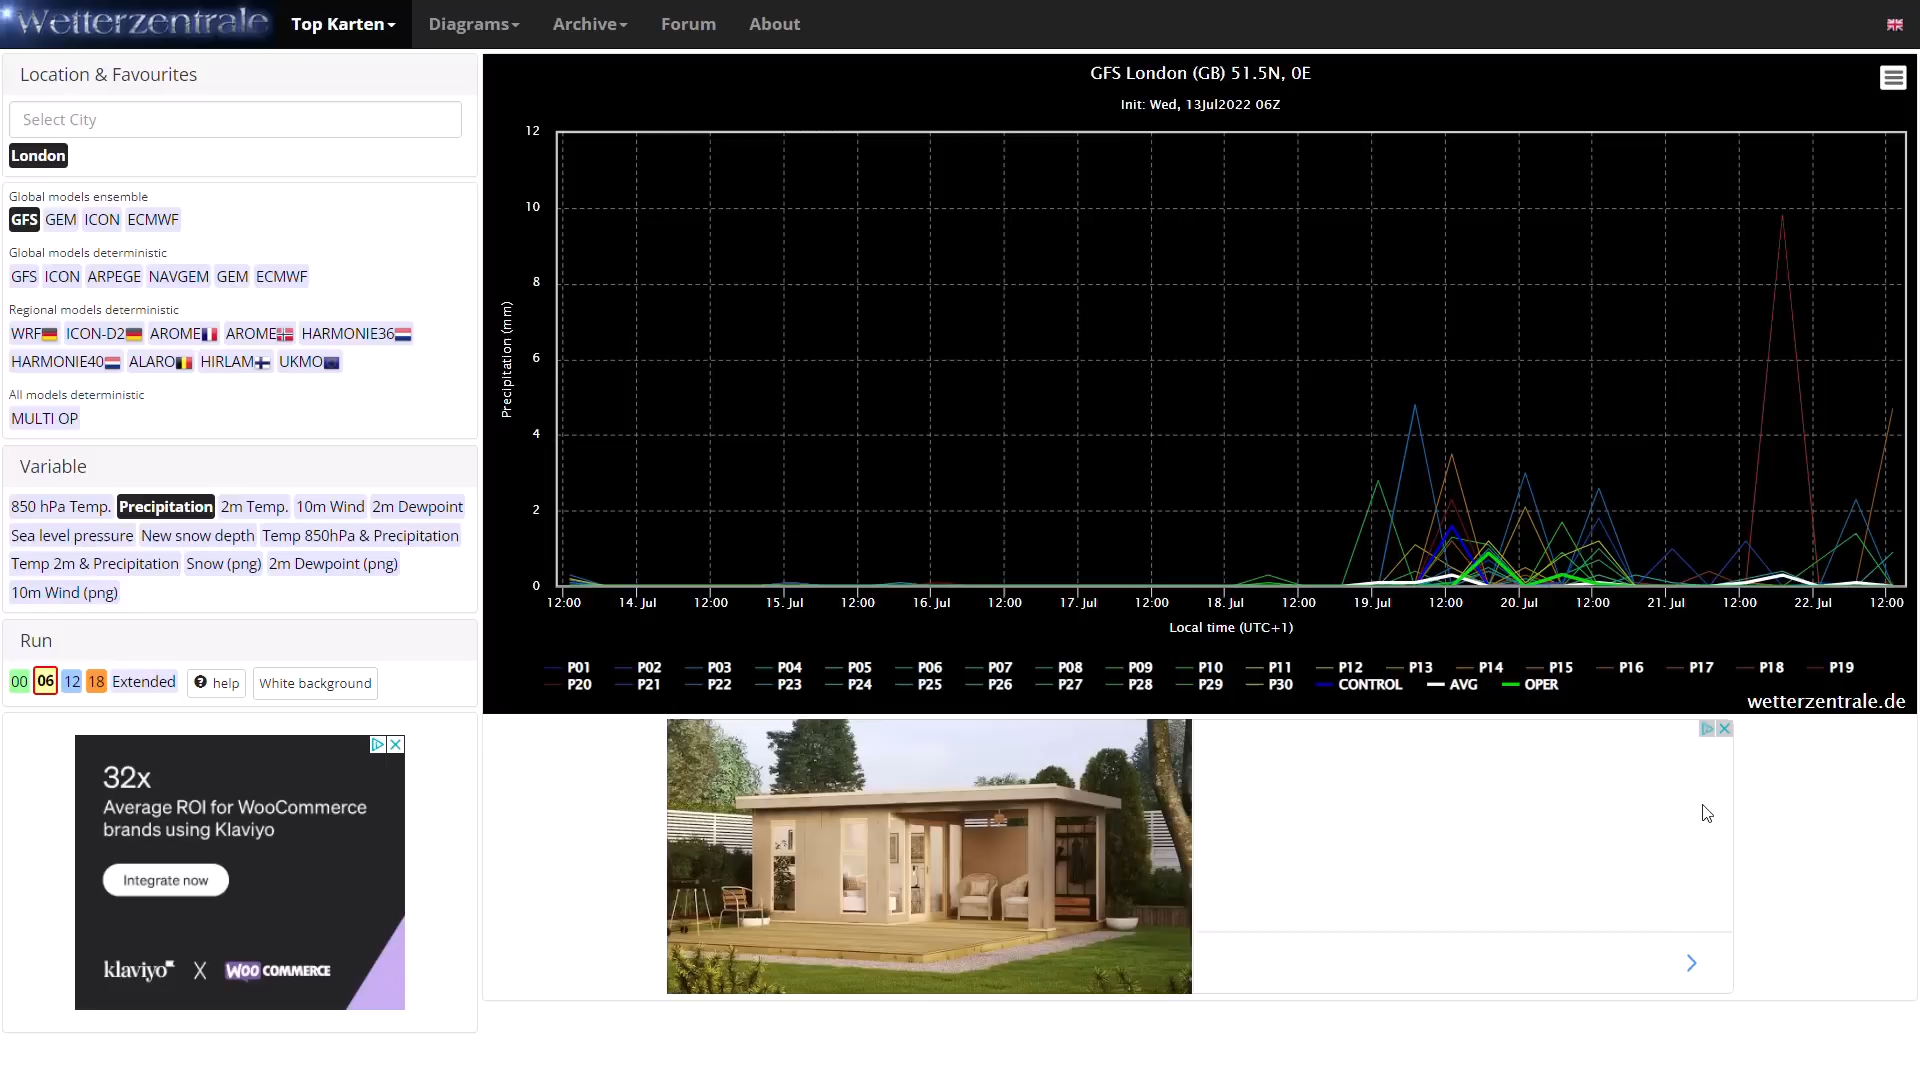 Wetterzentrale
Top Karten
Diagrams
Archive
Forum
About
Location & Favourites
Select City
London
Global models ensemble
GFS GEM ICON ECMWF
Global models deterministic
GFS ICON ARPEGE NAVGEM GEM ECMWF
Regional models deterministic
WRF ICON-D2 AROME AROME HARMONIE36
HARMONIE40 ALARO HIRLAM UKMO
All models deterministic
MULTI OP
Variable
850 hPa Temp. Precipitation 2m Temp. 10m Wind 2m Dewpoint
Sea level pressure New snow depth Temp 850hPa & Precipitation
Temp 2m & Precipitation Snow (png) 2m Dewpoint (png)
10m Wind (png)
Run
00 06 12 18 Extended help White background
32x
Average ROI for WooCommerce
brands using Klaviyo
Integrate now
klaviyo X WOO COMMERCE
GFS London (GB) 51.5N, 0E
Init: Wed, 13Jul2022 06Z
12
10
8
6
4
2
0
Precipitation (mm)
12:00 14. Jul 12:00 15. Jul 12:00 16. Jul 12:00 17. Jul 12:00 18. Jul 12:00 19. Jul 12:00 20. Jul 12:00 21. Jul 12:00 22. Jul 12:00
Local time (UTC+1)
P01 P02 P03 P04 P05 P06 P07 P08 P09 P10 P11 P12 P13 P14 P15 P16 P17 P18 P19
P20 P21 P22 P23 P24 P25 P26 P27 P28 P29 P30 CONTROL AVG OPER
wetterzentrale.de